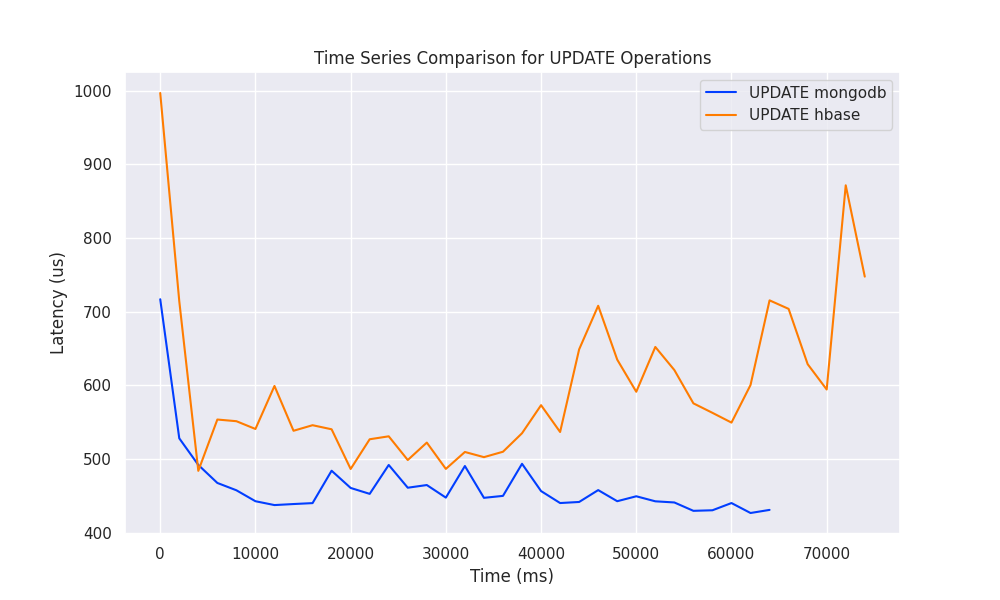 Time Series Comparison for UPDATE Operations
UPDATE mongodb
UPDATE hbase
Latency (us)
1000
900
800
700
600
500
400
0 10000 20000 30000 40000 50000 60000 70000
Time (ms)